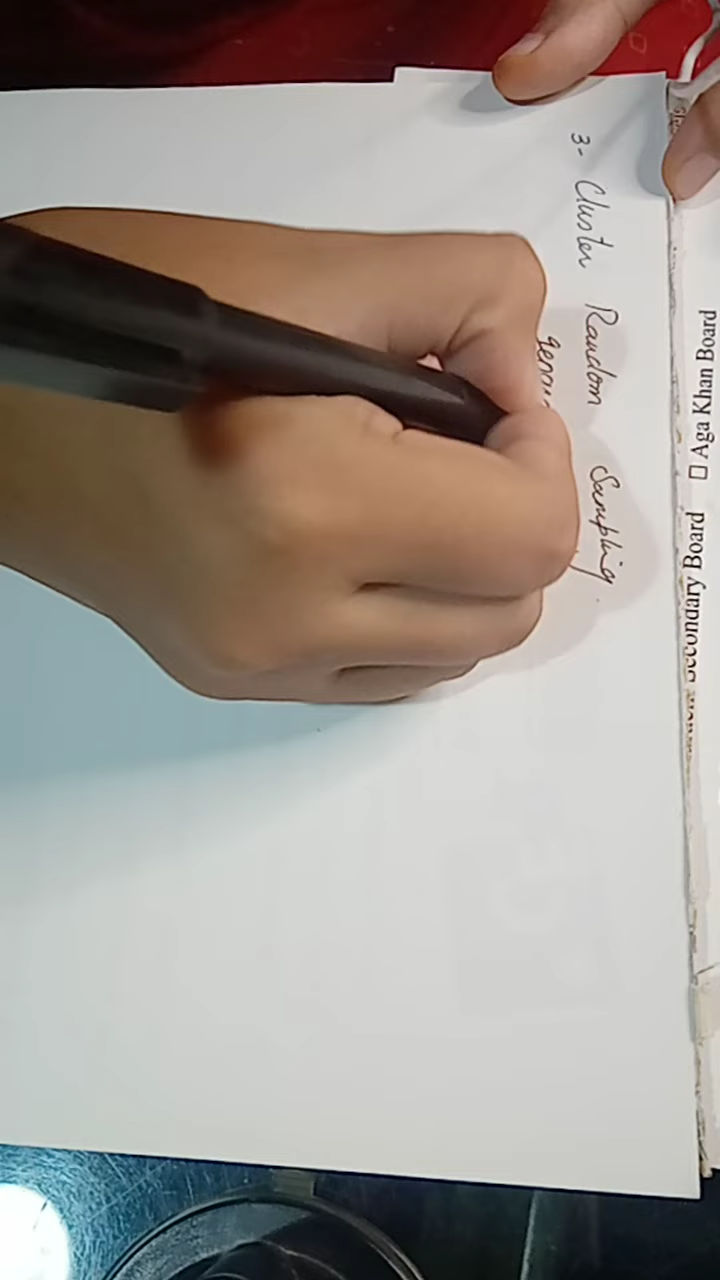 □ Aga Khan Board
Secondary Board
3- Cluster Random Sampling.